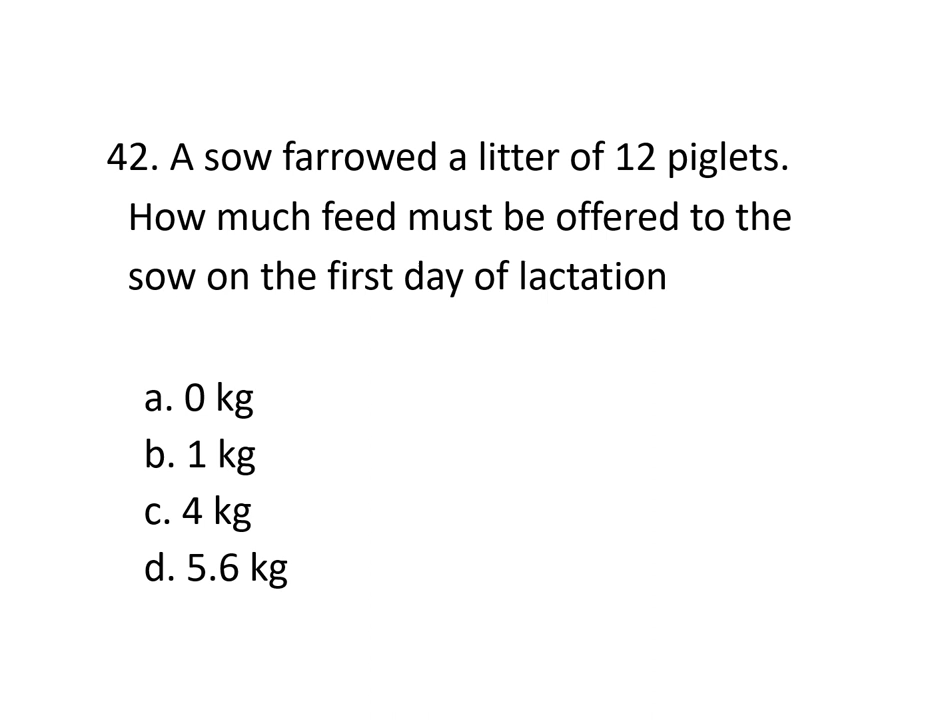 42. A sow farrowed a litter of 12 piglets.
How much feed must be offered to the
sow on the first day of lactation
a. 0 kg
b. 1 kg
c. 4 kg
d. 5.6 kg